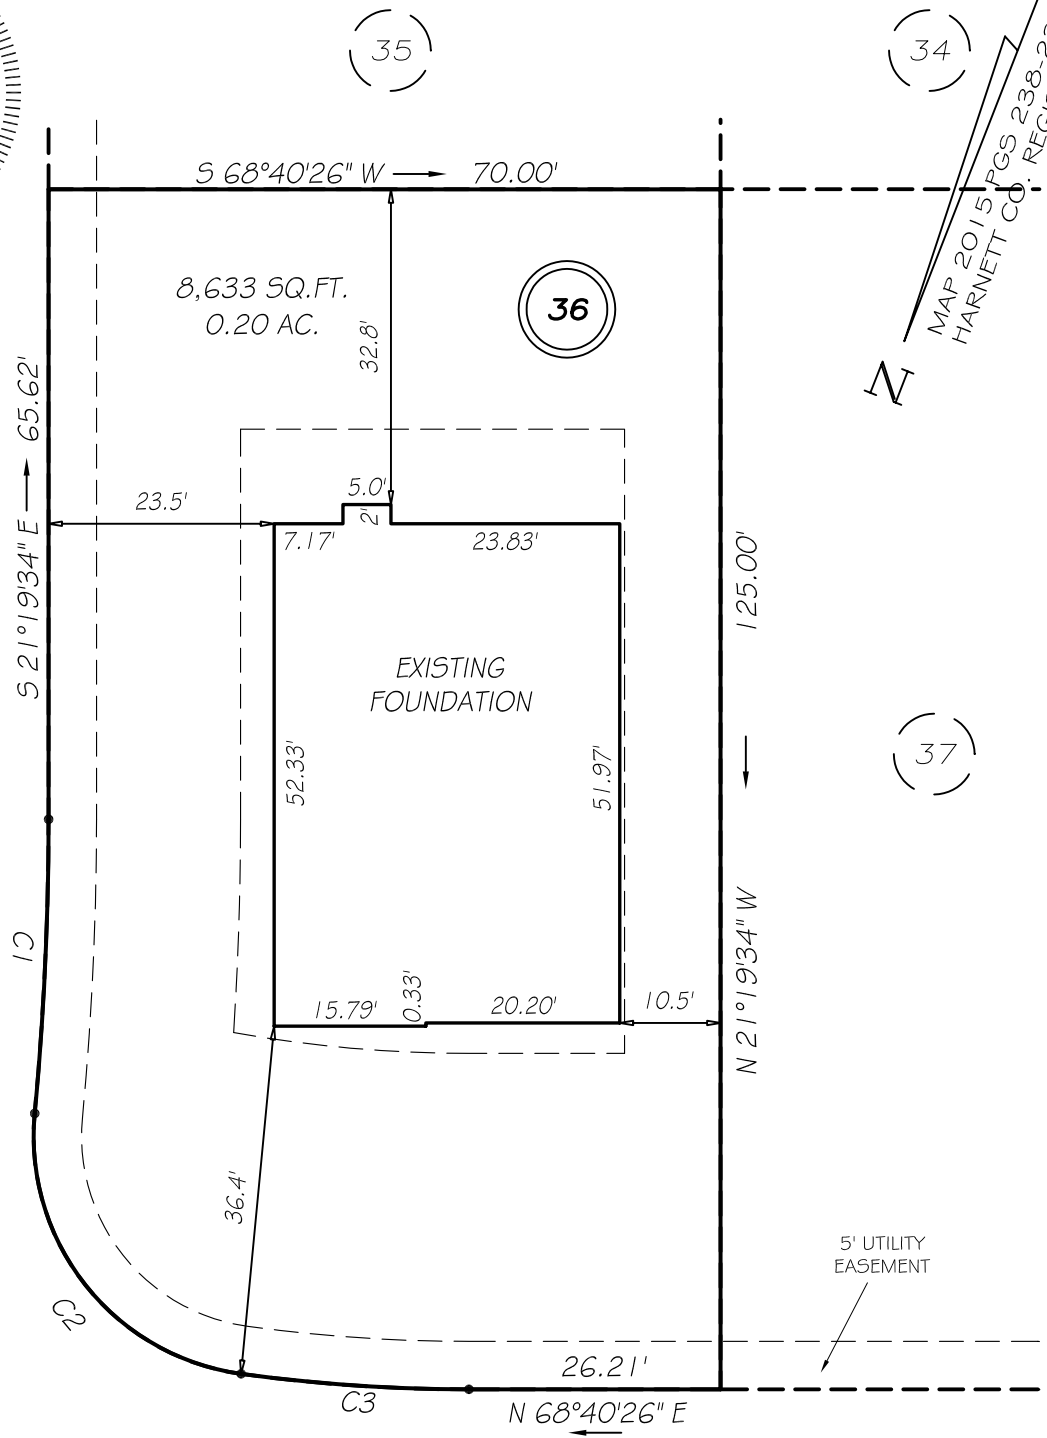 35
34
MAP 2015 PGS 238-
HARNETT CO.
N
S 68°40'26" W
70.00'
8,633 SQ.FT.
0.20 AC.
36
32.8'
S 21°19'34" E
65.62'
23.5'
5.0'
2'
7.17'
23.83'
125.00'
N 21°19'34" W
EXISTING
FOUNDATION
52.33'
51.97'
37
C1
15.79'
0.33'
20.20'
10.5'
36.4'
5' UTILITY
EASEMENT
C2
C3
26.21'
N 68°40'26" E